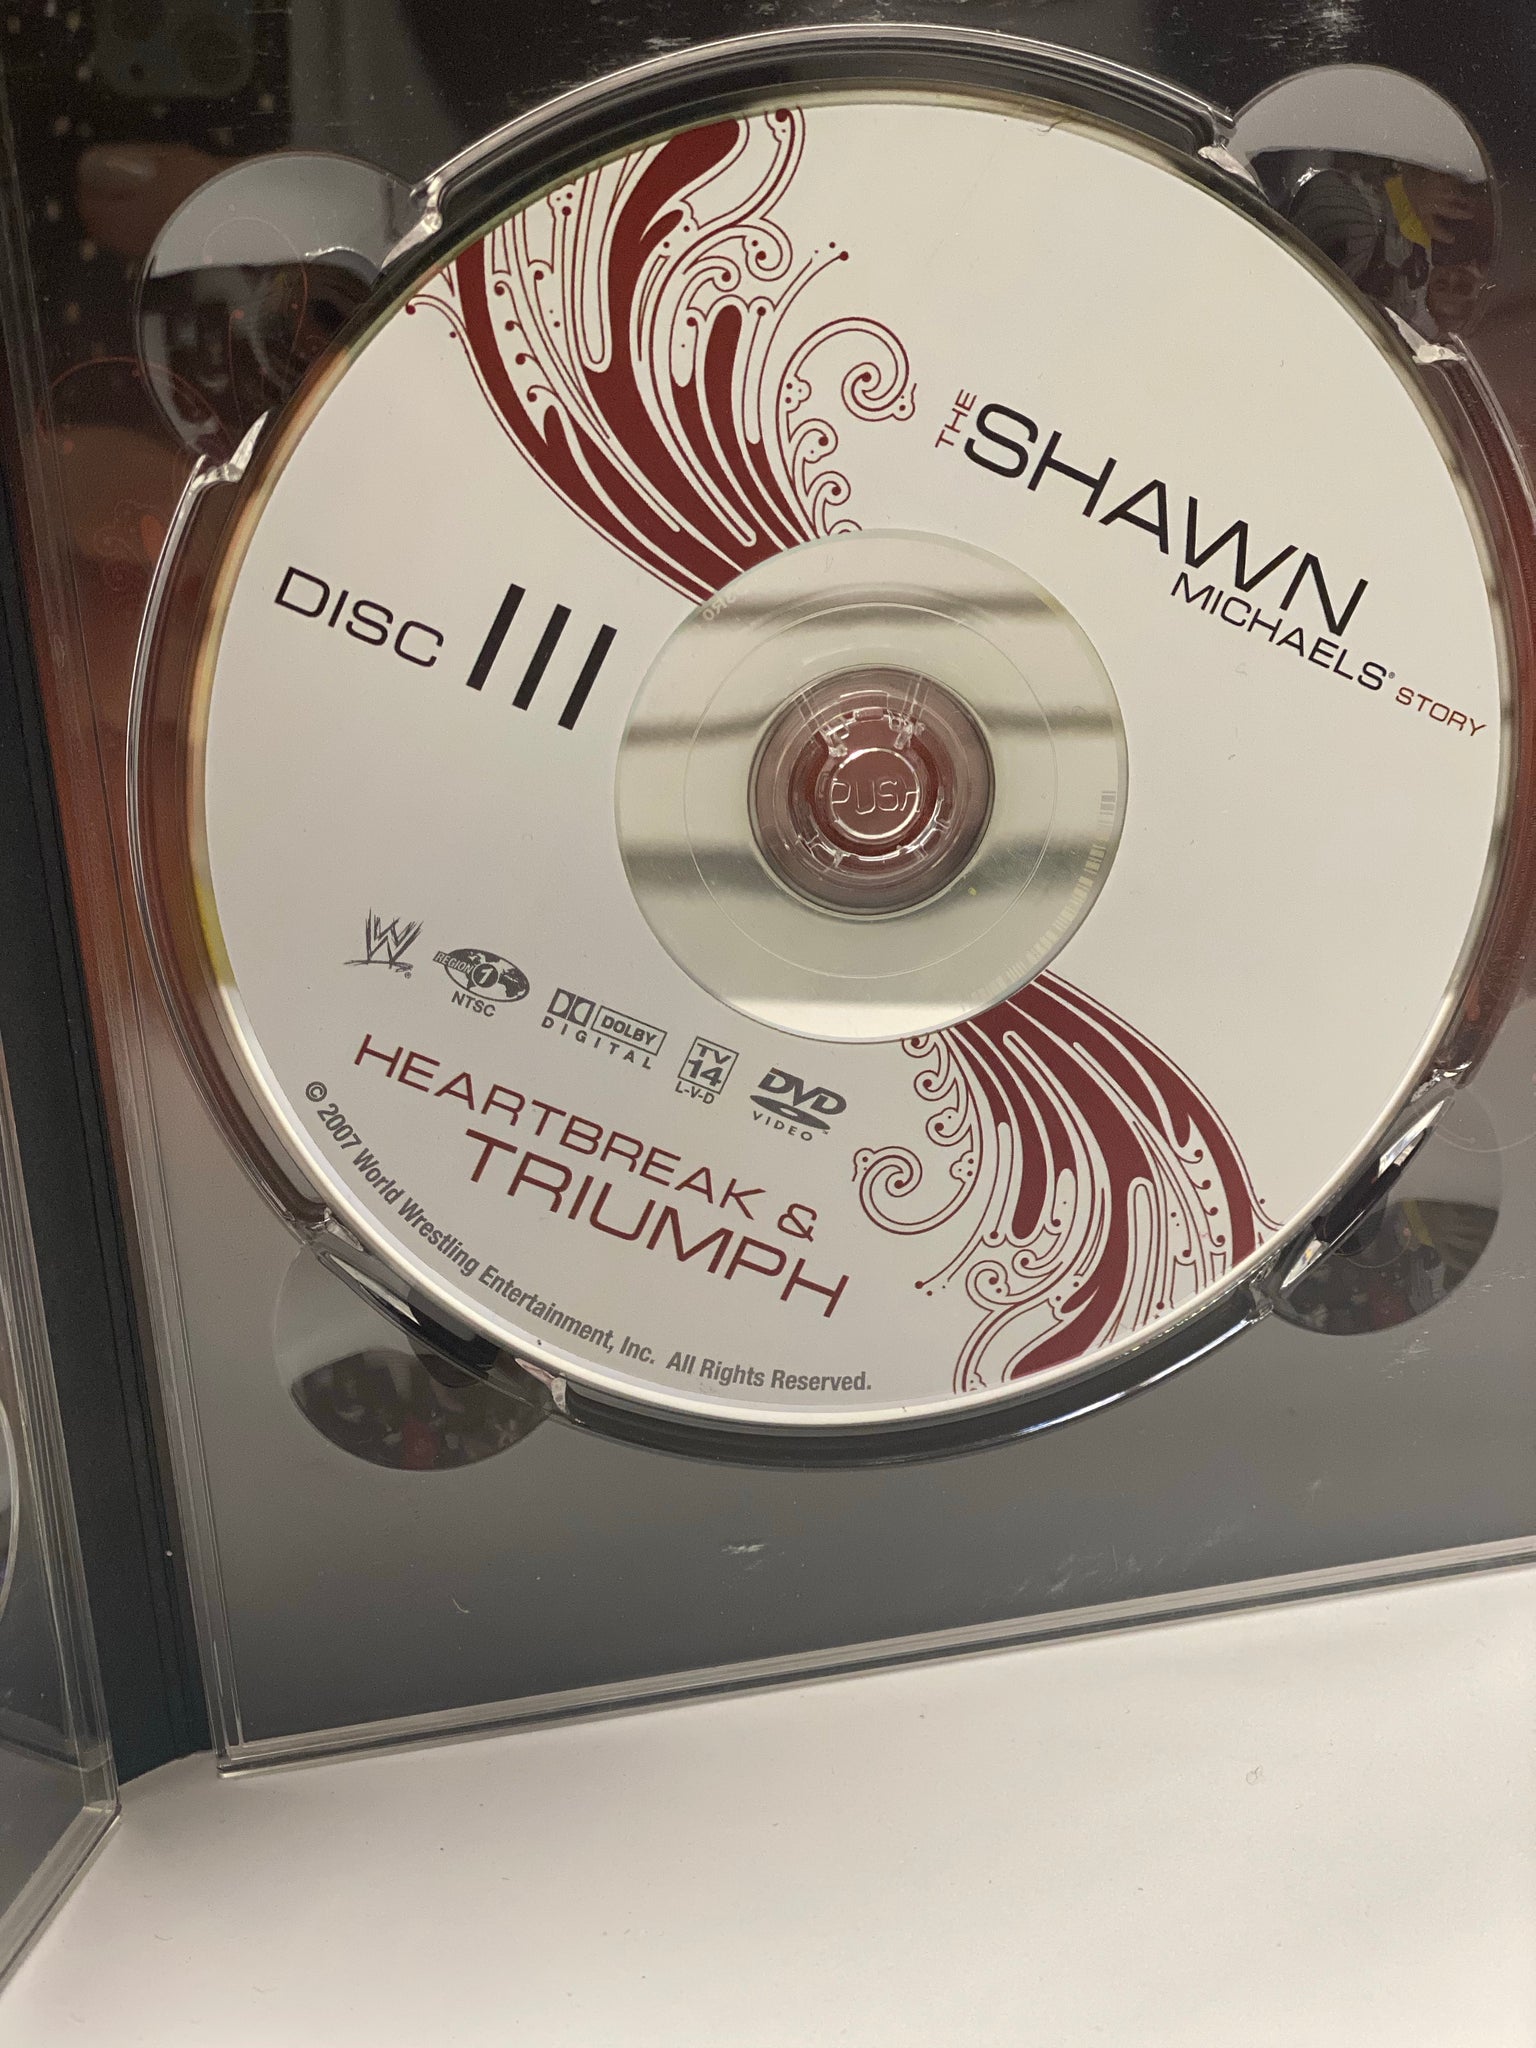 THE SHAWN
MICHAELS® STORY
DISC III
PUSH
W®
REGION 1
NTSC
DOLBY
DIGITAL
TV
14
L-V-D
DVD
VIDEO™
HEARTBREAK &
TRIUMPH
© 2007 World Wrestling Entertainment, Inc. All Rights Reserved.